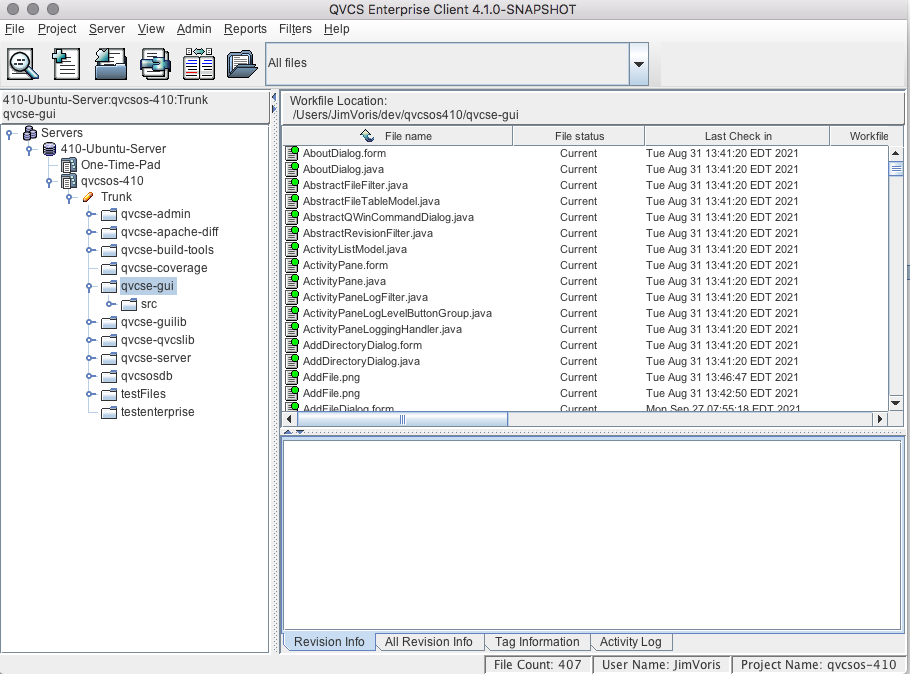 QVCS Enterprise Client 4.1.0-SNAPSHOT
File Project Server View Admin Reports Filters Help
All files
410-Ubuntu-Server:qvcsos-410:Trunk
qvcse-gui
Servers
410-Ubuntu-Server
One-Time-Pad
qvcsos-410
Trunk
qvcse-admin
qvcse-apache-diff
qvcse-build-tools
qvcse-coverage
qvcse-gui
src
qvcse-guilib
qvcse-qvcslib
qvcse-server
qvcsosdb
testFiles
testenterprise
Workfile Location:
/Users/JimVoris/dev/qvcsos410/qvcse-gui
File name File status Last Check in Workfile
AboutDialog.form Current Tue Aug 31 13:41:20 EDT 2021
AboutDialog.java Current Tue Aug 31 13:41:20 EDT 2021
AbstractFileFilter.java Current Tue Aug 31 13:41:20 EDT 2021
AbstractFileTableModel.java Current Tue Aug 31 13:41:20 EDT 2021
AbstractQWinCommandDialog.java Current Tue Aug 31 13:41:20 EDT 2021
AbstractRevisionFilter.java Current Tue Aug 31 13:41:20 EDT 2021
ActivityListModel.java Current Tue Aug 31 13:41:20 EDT 2021
ActivityPane.form Current Tue Aug 31 13:41:20 EDT 2021
ActivityPane.java Current Tue Aug 31 13:41:20 EDT 2021
ActivityPaneLogFilter.java Current Tue Aug 31 13:41:20 EDT 2021
ActivityPaneLogLevelButtonGroup.java Current Tue Aug 31 13:41:20 EDT 2021
ActivityPaneLoggingHandler.java Current Tue Aug 31 13:41:20 EDT 2021
AddDirectoryDialog.form Current Tue Aug 31 13:41:20 EDT 2021
AddDirectoryDialog.java Current Tue Aug 31 13:41:20 EDT 2021
AddFile.png Current Tue Aug 31 13:46:47 EDT 2021
AddFile.png Current Tue Aug 31 13:42:50 EDT 2021
AddFileDialog.form Current Mon Sep 27 07:55:18 EDT 2021
Revision Info All Revision Info Tag Information Activity Log
File Count: 407 User Name: JimVoris Project Name: qvcsos-410